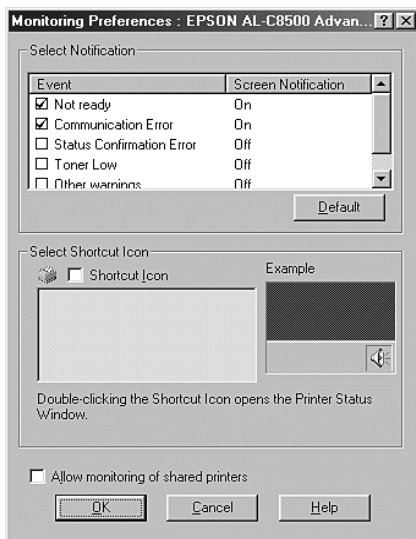 Monitoring Preferences : EPSON AL-C8500 Advan... ? X
Select Notification
Event Screen Notification
Not ready On
Communication Error On
Status Confirmation Error Off
Toner Low Off
Other warnings Off
Default
Select Shortcut Icon
Shortcut Icon
Example
Double-clicking the Shortcut Icon opens the Printer Status
Window.
Allow monitoring of shared printers
OK Cancel Help